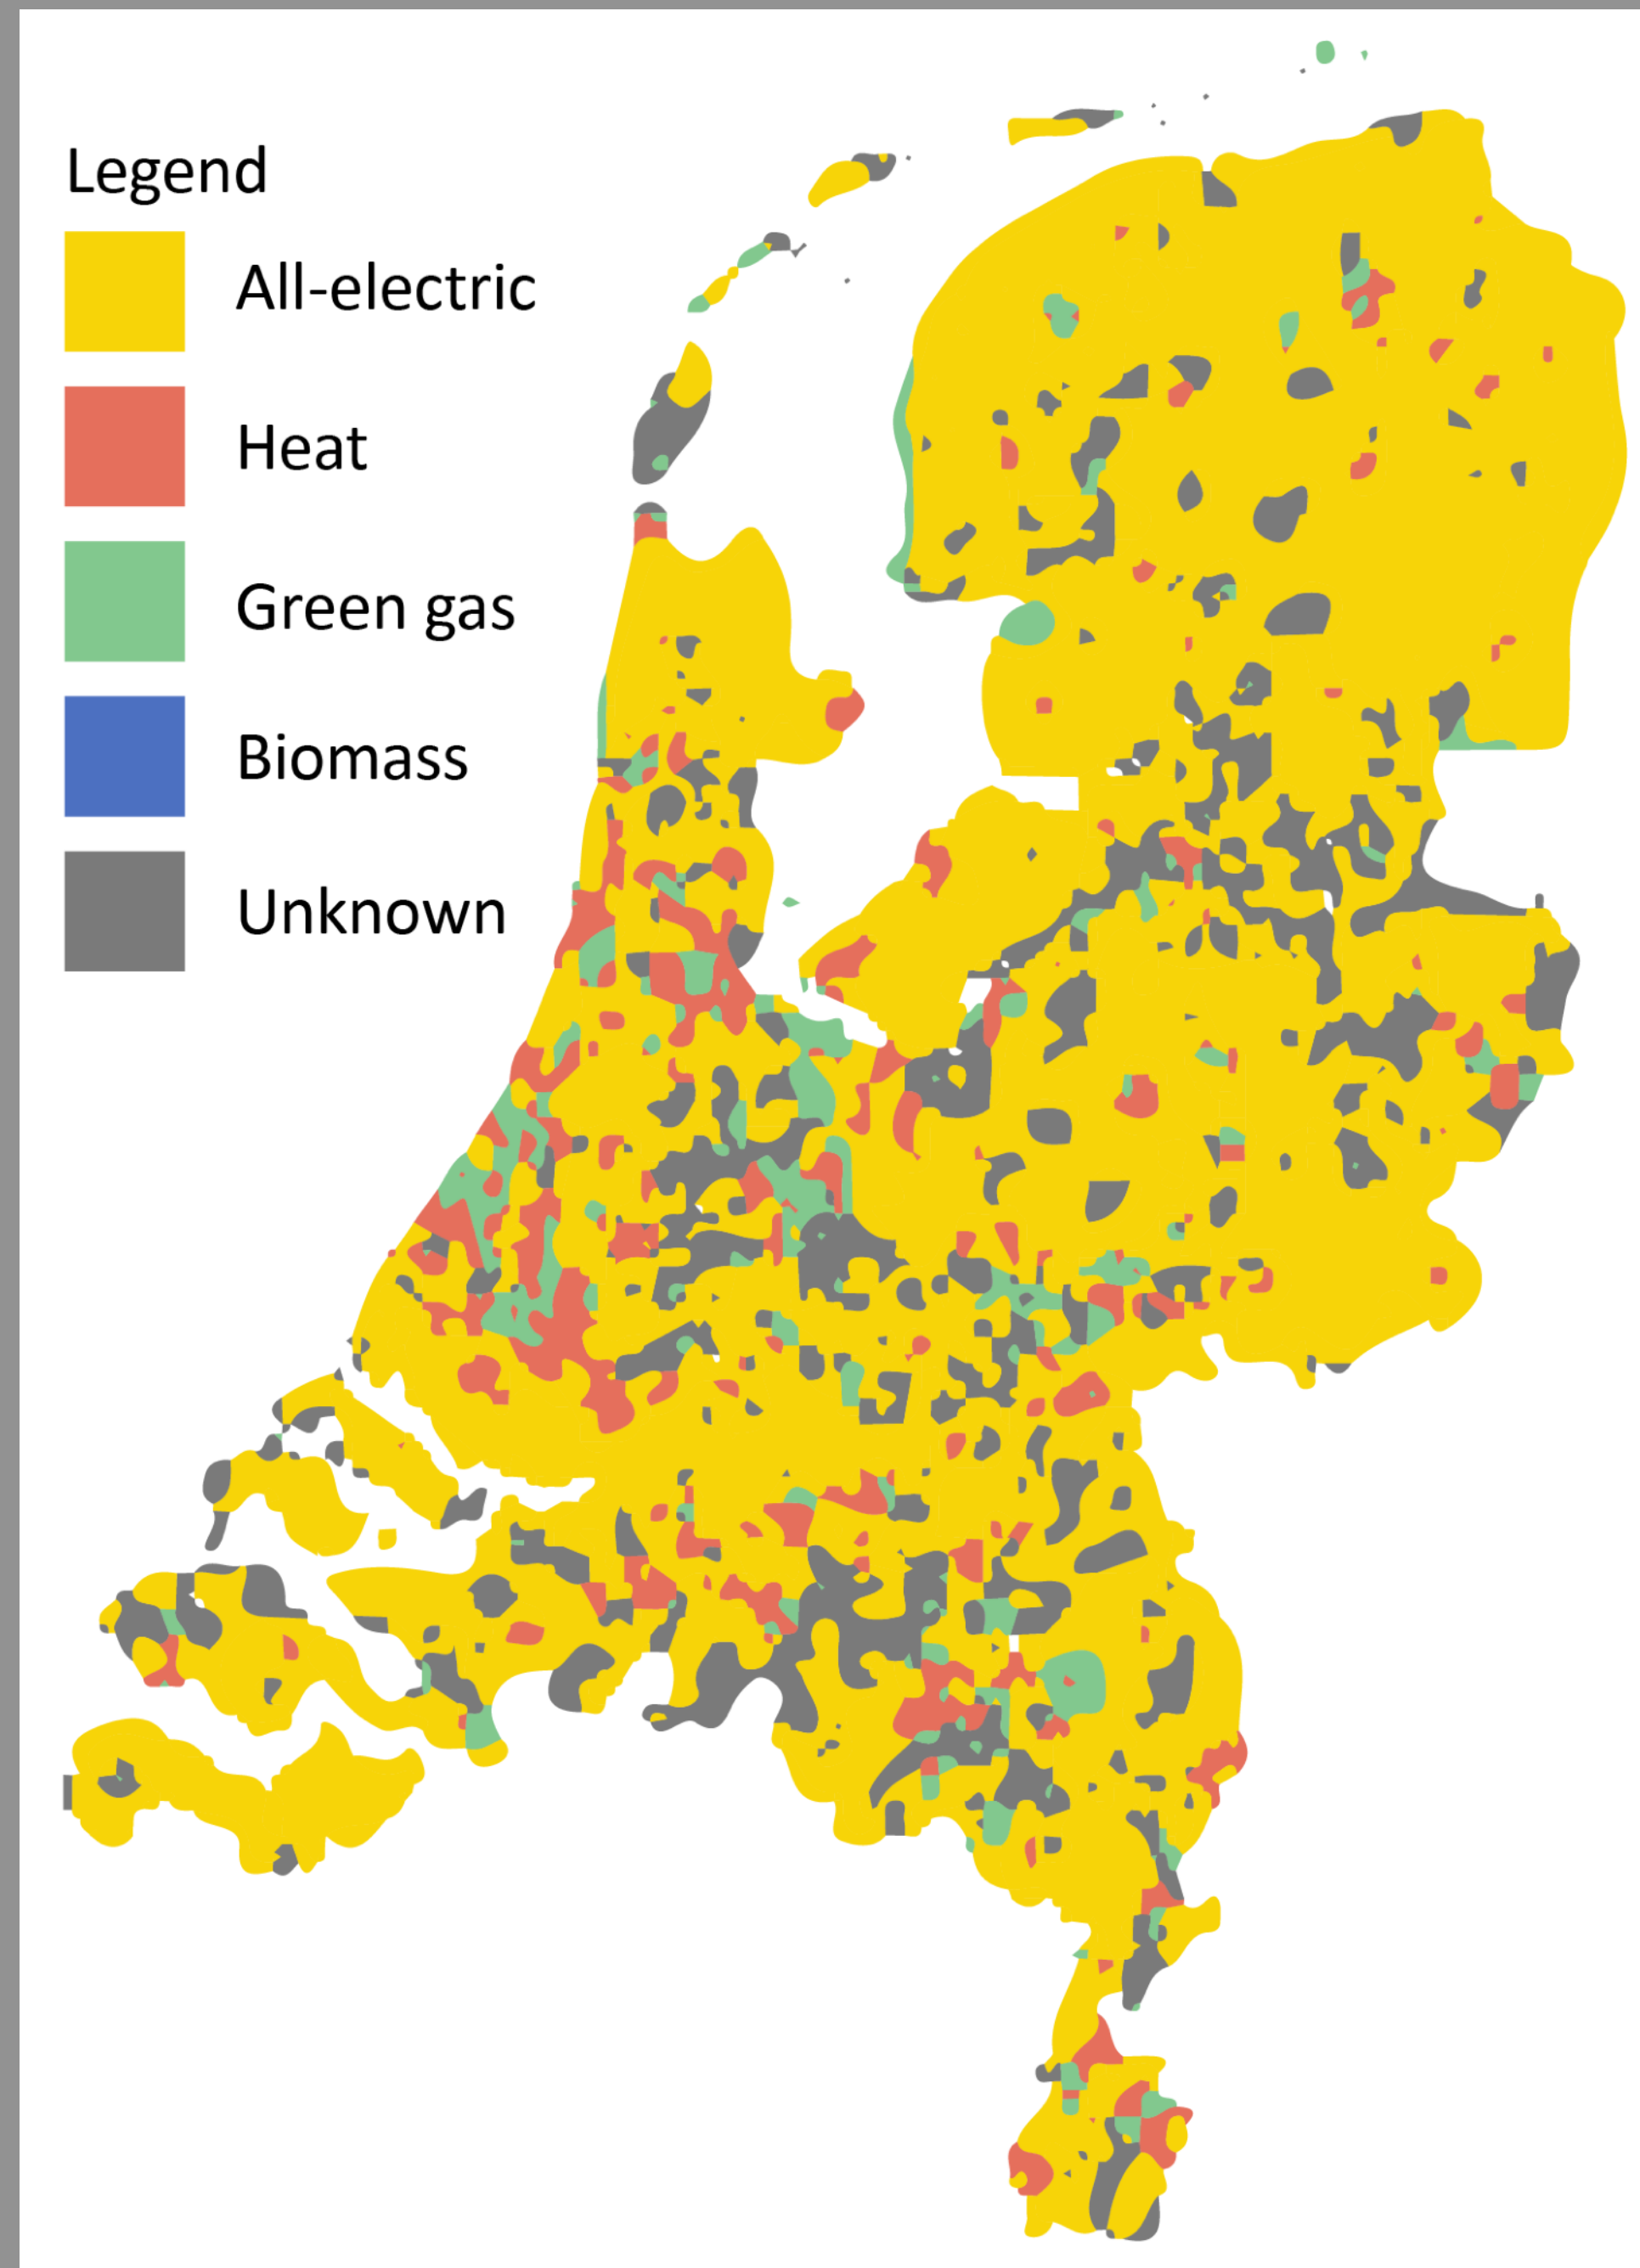 Legend
All-electric
Heat
Green gas
Biomass
Unknown